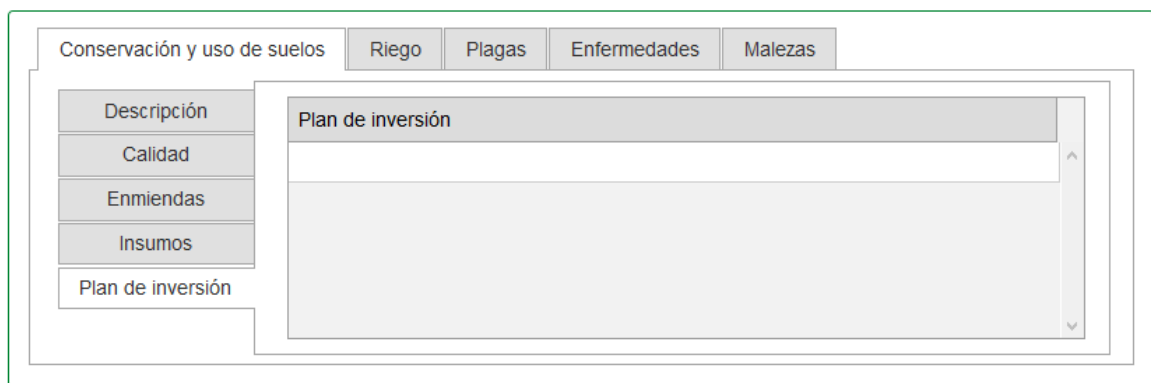 Conservación y uso de suelos
Riego
Plagas
Enfermedades
Malezas
Descripción
Calidad
Enmiendas
Insumos
Plan de inversión
Plan de inversión